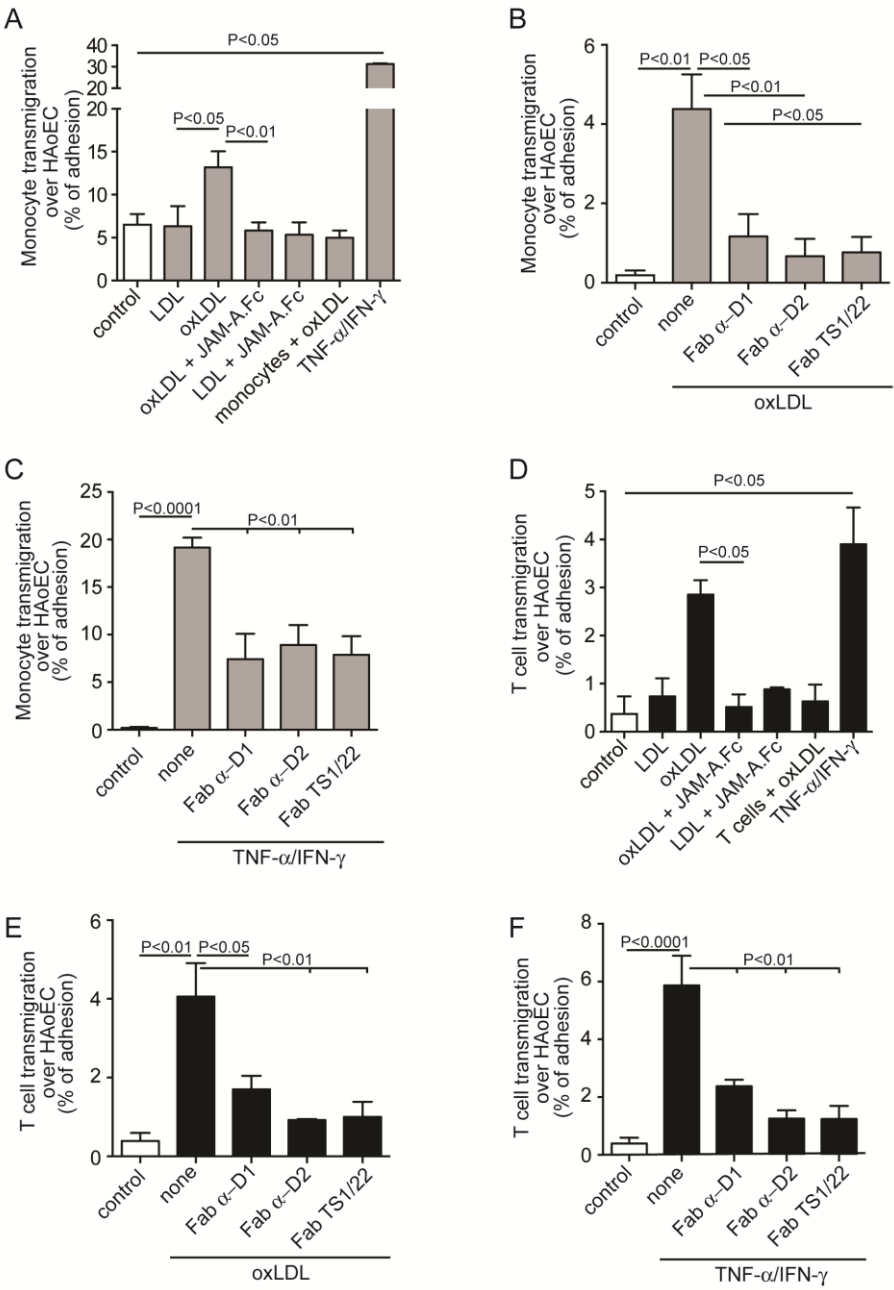 A
Monocyte transmigration
over HAoEC
(% of adhesion)
40
30
20
15
10
5
0
P<0.05
P<0.05
P<0.01
control
LDL
oxLDL
oxLDL + JAM-A.Fc
LDL + JAM-A.Fc
monocytes + oxLDL
TNF-α/IFN-γ
B
Monocyte transmigration
over HAoEC
(% of adhesion)
6
4
2
0
P<0.01
P<0.05
P<0.01
P<0.05
control
none
Fab α–D1
Fab α–D2
Fab TS1/22
oxLDL
C
Monocyte transmigration
over HAoEC
(% of adhesion)
25
20
15
10
5
0
P<0.0001
P<0.01
control
none
Fab α–D1
Fab α–D2
Fab TS1/22
TNF-α/IFN-γ
D
T cell transmigration
over HAoEC
(% of adhesion)
5
4
3
2
1
0
P<0.05
P<0.05
control
LDL
oxLDL
oxLDL + JAM-A.Fc
LDL + JAM-A.Fc
T cells + oxLDL
TNF-α/IFN-γ
E
T cell transmigration
over HAoEC
(% of adhesion)
6
4
2
0
P<0.01
P<0.05
P<0.01
control
none
Fab α–D1
Fab α–D2
Fab TS1/22
oxLDL
F
T cell transmigration
over HAoEC
(% of adhesion)
8
6
4
2
0
P<0.0001
P<0.01
control
none
Fab α–D1
Fab α–D2
Fab TS1/22
TNF-α/IFN-γ